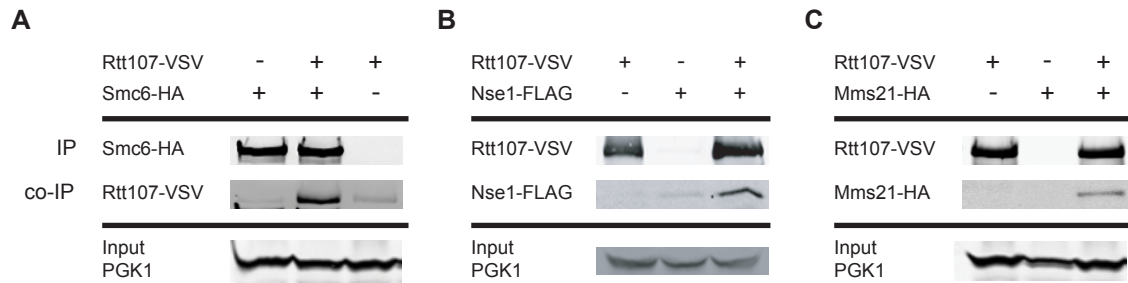 A
Rtt107-VSV - + +
Smc6-HA + + -
IP Smc6-HA
co-IP Rtt107-VSV
Input
PGK1
B
Rtt107-VSV + - +
Nse1-FLAG - + +
Rtt107-VSV
Nse1-FLAG
Input
PGK1
C
Rtt107-VSV + - +
Mms21-HA - + +
Rtt107-VSV
Mms21-HA
Input
PGK1